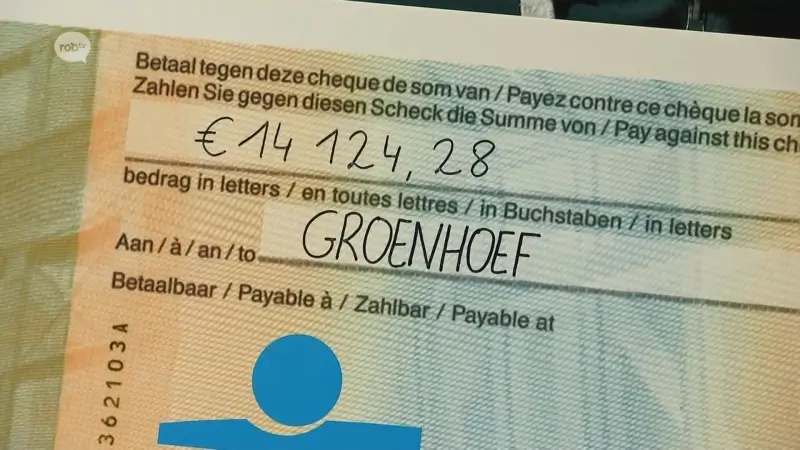 robtv
Betaal tegen deze cheque de som van / Payez contre ce chèque la som
Zahlen Sie gegen diesen Scheck die Summe von / Pay against this ch
€ 14 124,28
bedrag in letters / en toutes lettres / in Buchstaben / in letters
Aan / à / an / to GROENHOEF
Betaalbaar / Payable à / Zahlbar / Payable at
362103A